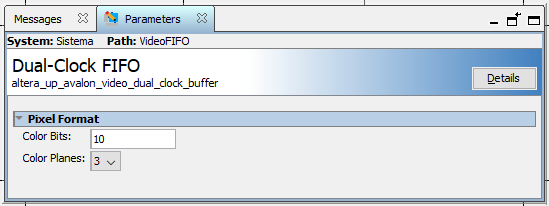 Messages Parameters
System: Sistema Path: VideoFIFO
Dual-Clock FIFO
altera_up_avalon_video_dual_clock_buffer
Details
Pixel Format
Color Bits: 10
Color Planes: 3